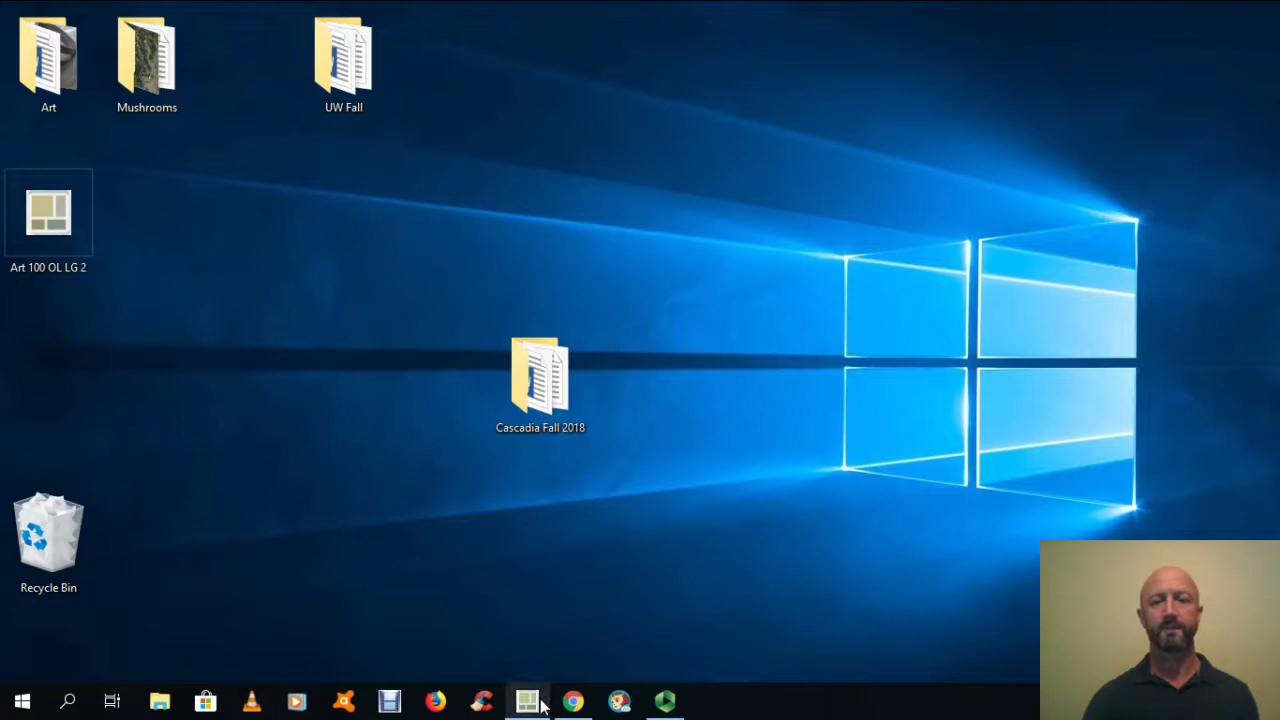 Art
Mushrooms
UW Fall
Art 100 OL LG 2
Cascadia Fall 2018
Recycle Bin